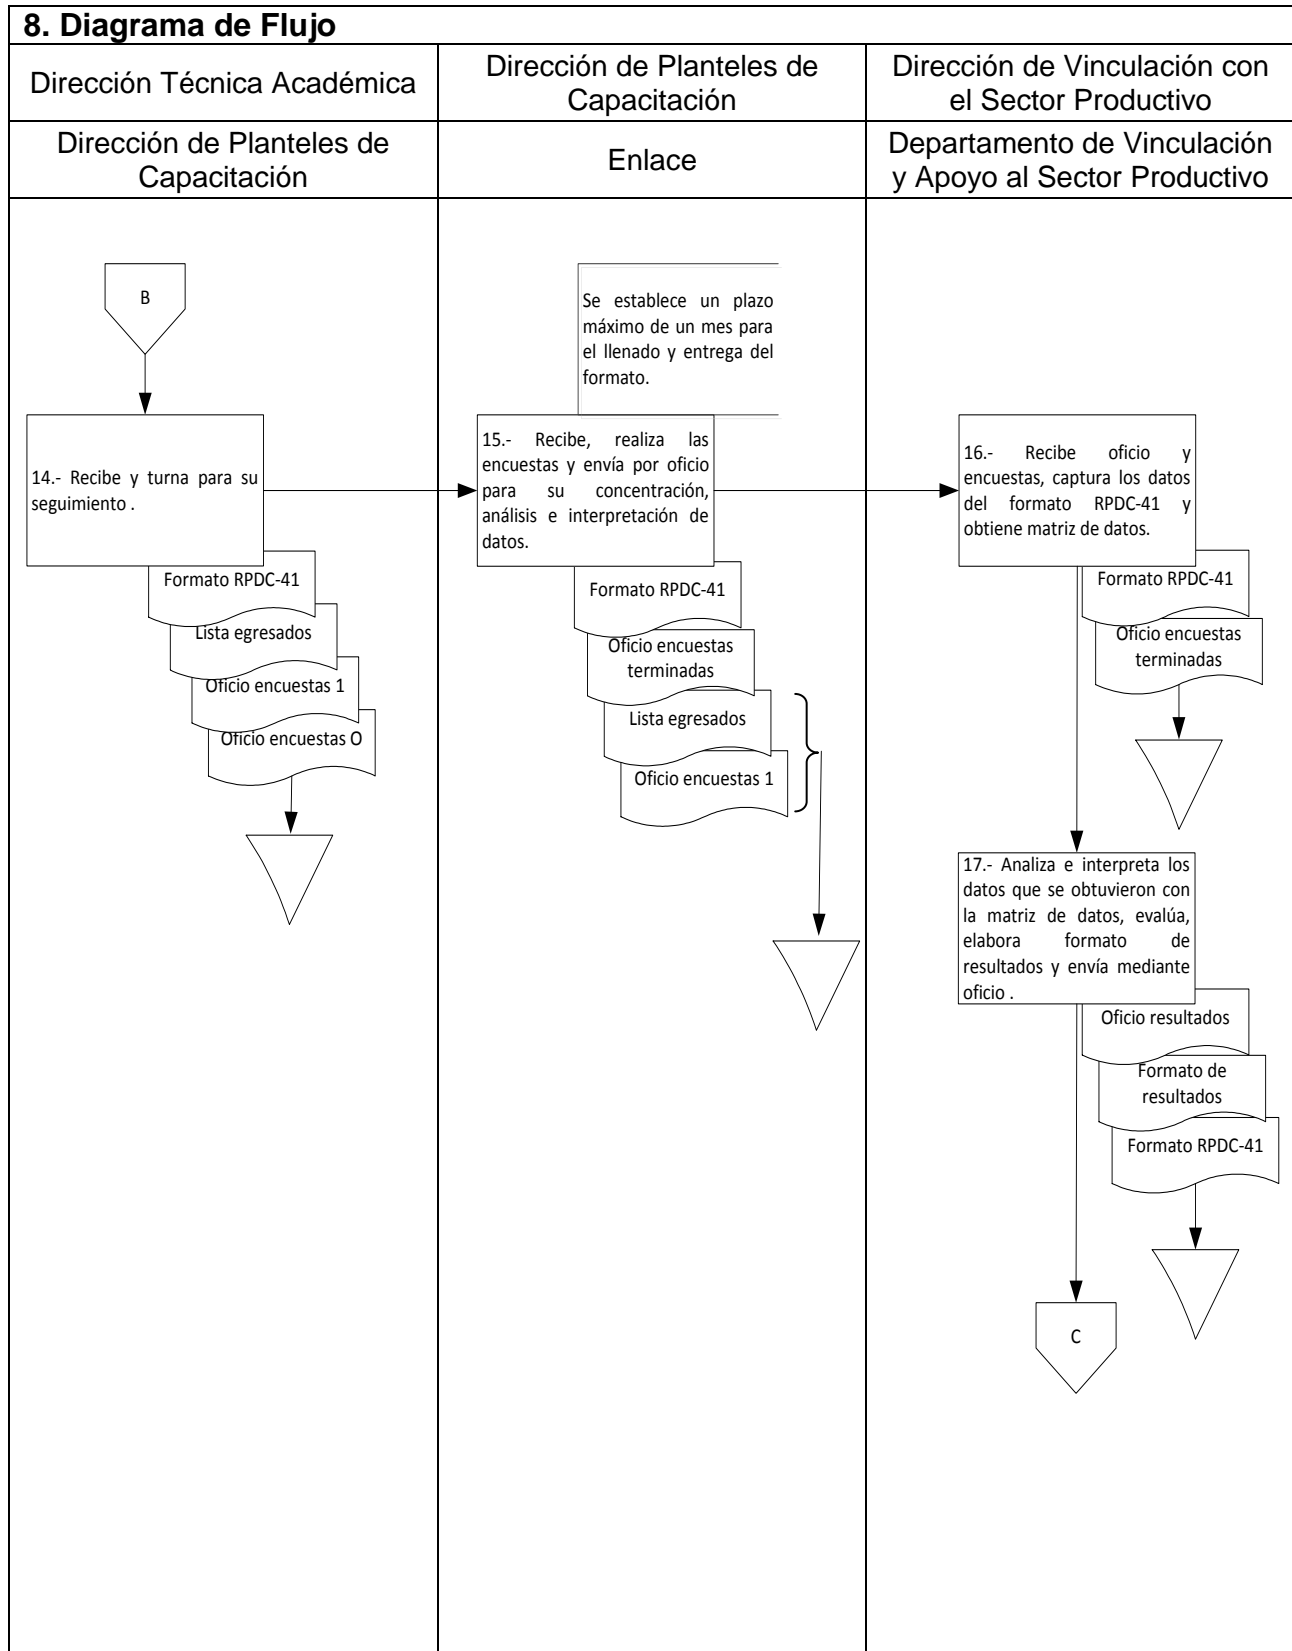 8. Diagrama de Flujo
Dirección Técnica Académica
Dirección de Planteles de
Capacitación
Dirección de Vinculación con
el Sector Productivo
Dirección de Planteles de
Capacitación
Enlace
Departamento de Vinculación
y Apoyo al Sector Productivo
B
14.- Recibe y turna para su
seguimiento .
Formato RPDC-41
Lista egresados
Oficio encuestas 1
Oficio encuestas O
Se establece un plazo
máximo de un mes para
el llenado y entrega del
formato.
15.- Recibe, realiza las
encuestas y envía por oficio
para su concentración,
análisis e interpretación de
datos.
Formato RPDC-41
Oficio encuestas
terminadas
Lista egresados
Oficio encuestas 1
16.- Recibe oficio y
encuestas, captura los datos
del formato RPDC-41 y
obtiene matriz de datos.
Formato RPDC-41
Oficio encuestas
terminadas
17.- Analiza e interpreta los
datos que se obtuvieron con
la matriz de datos, evalúa,
elabora formato de
resultados y envía mediante
oficio .
Oficio resultados
Formato de
resultados
Formato RPDC-41
C